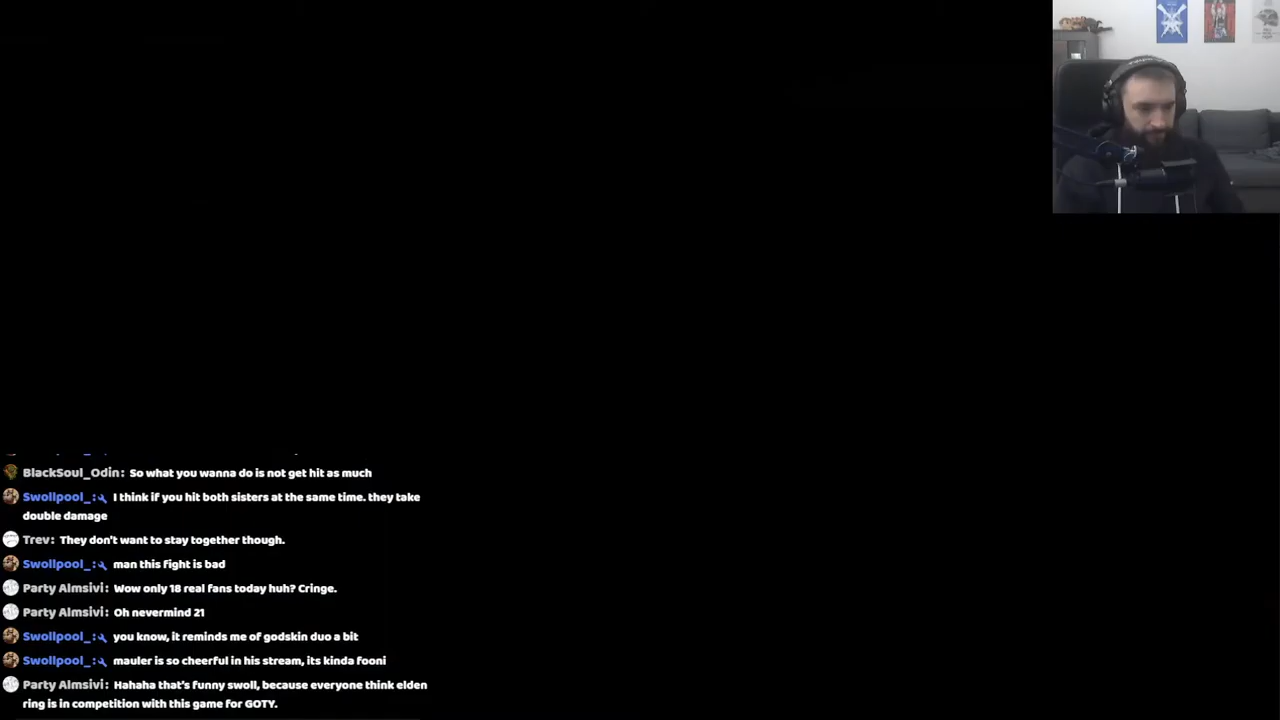 BlackSoul_Odin: So what you wanna do is not get hit as much
Swollpool_: I think if you hit both sisters at the same time. they take
double damage
Trev: They don't want to stay together though.
Swollpool_: man this fight is bad
Party Almsivi: Wow only 18 real fans today huh? Cringe.
Party Almsivi: Oh nevermind 21
Swollpool_: you know, it reminds me of godskin duo a bit
Swollpool_: mauler is so cheerful in his stream, its kinda fooni
Party Almsivi: Hahaha that's funny swoll, because everyone think elden
ring is in competition with this game for GOTY.